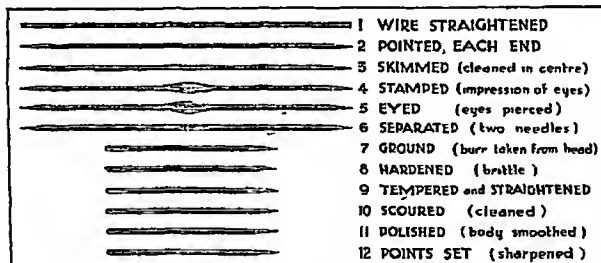 1 WIRE STRAIGHTENED
2 POINTED, EACH END
3 SKIMMED (cleaned in centre)
4 STAMPED (impression of eyes)
5 EYED (eyes pierced)
6 SEPARATED (two needles)
7 GROUND (burr taken from head)
8 HARDENED (brittle)
9 TEMPERED and STRAIGHTENED
10 SCOURED (cleaned)
11 POLISHED (body smoothed)
12 POINTS SET (sharpened)